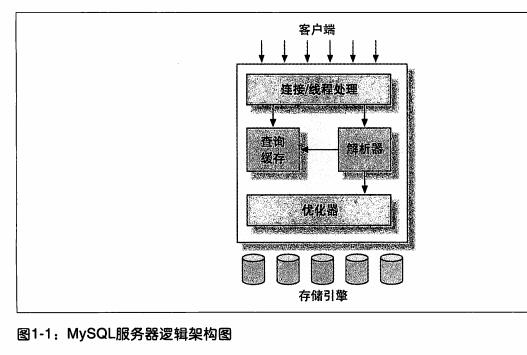 客户端
连接/线程处理
查询
缓存
解析器
优化器
存储引擎
图1-1：MySQL服务器逻辑架构图